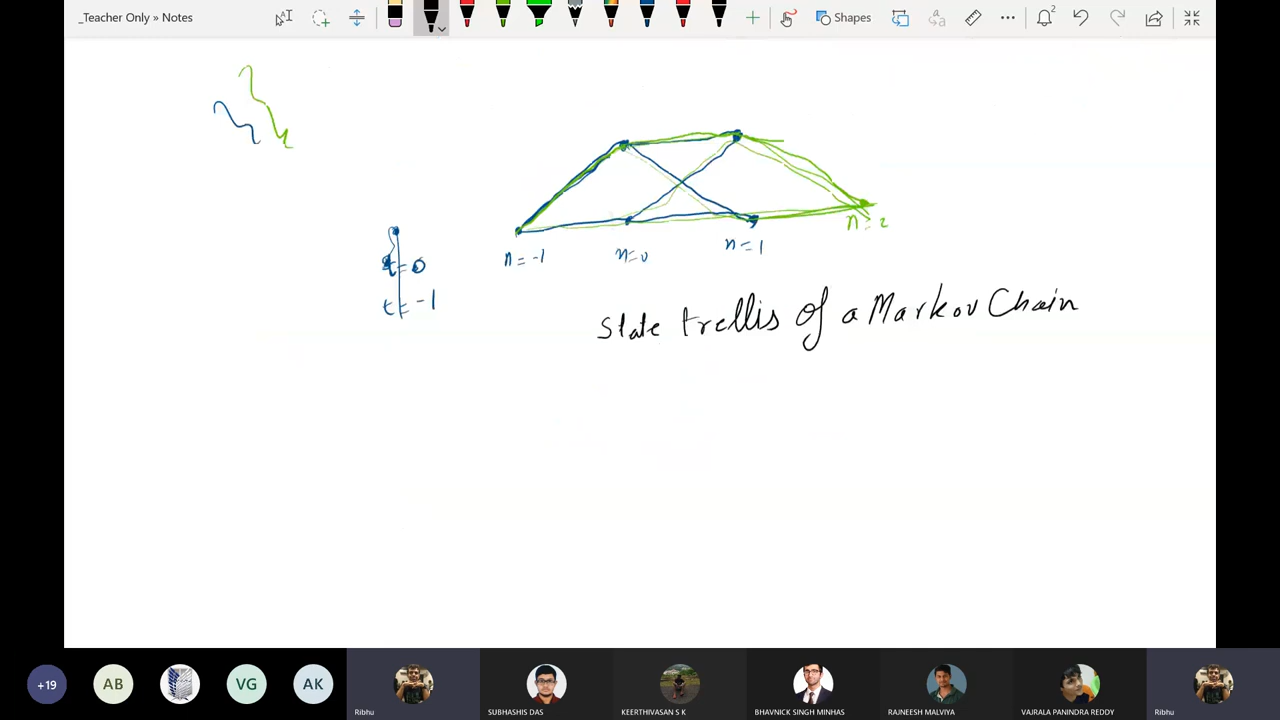 _Teacher Only » Notes
Shapes
2
t=0
t=-1
n=-1
n=0
n=1
n=2
State trellis of a Markov Chain
+19
AB
VG
AK
Ribhu
SUBHASHIS DAS
KEERTHIVASAN S K
BHAVNICK SINGH MINHAS
RAJNEESH MALVIYA
VAJRALA PANINDRA REDDY
Ribhu